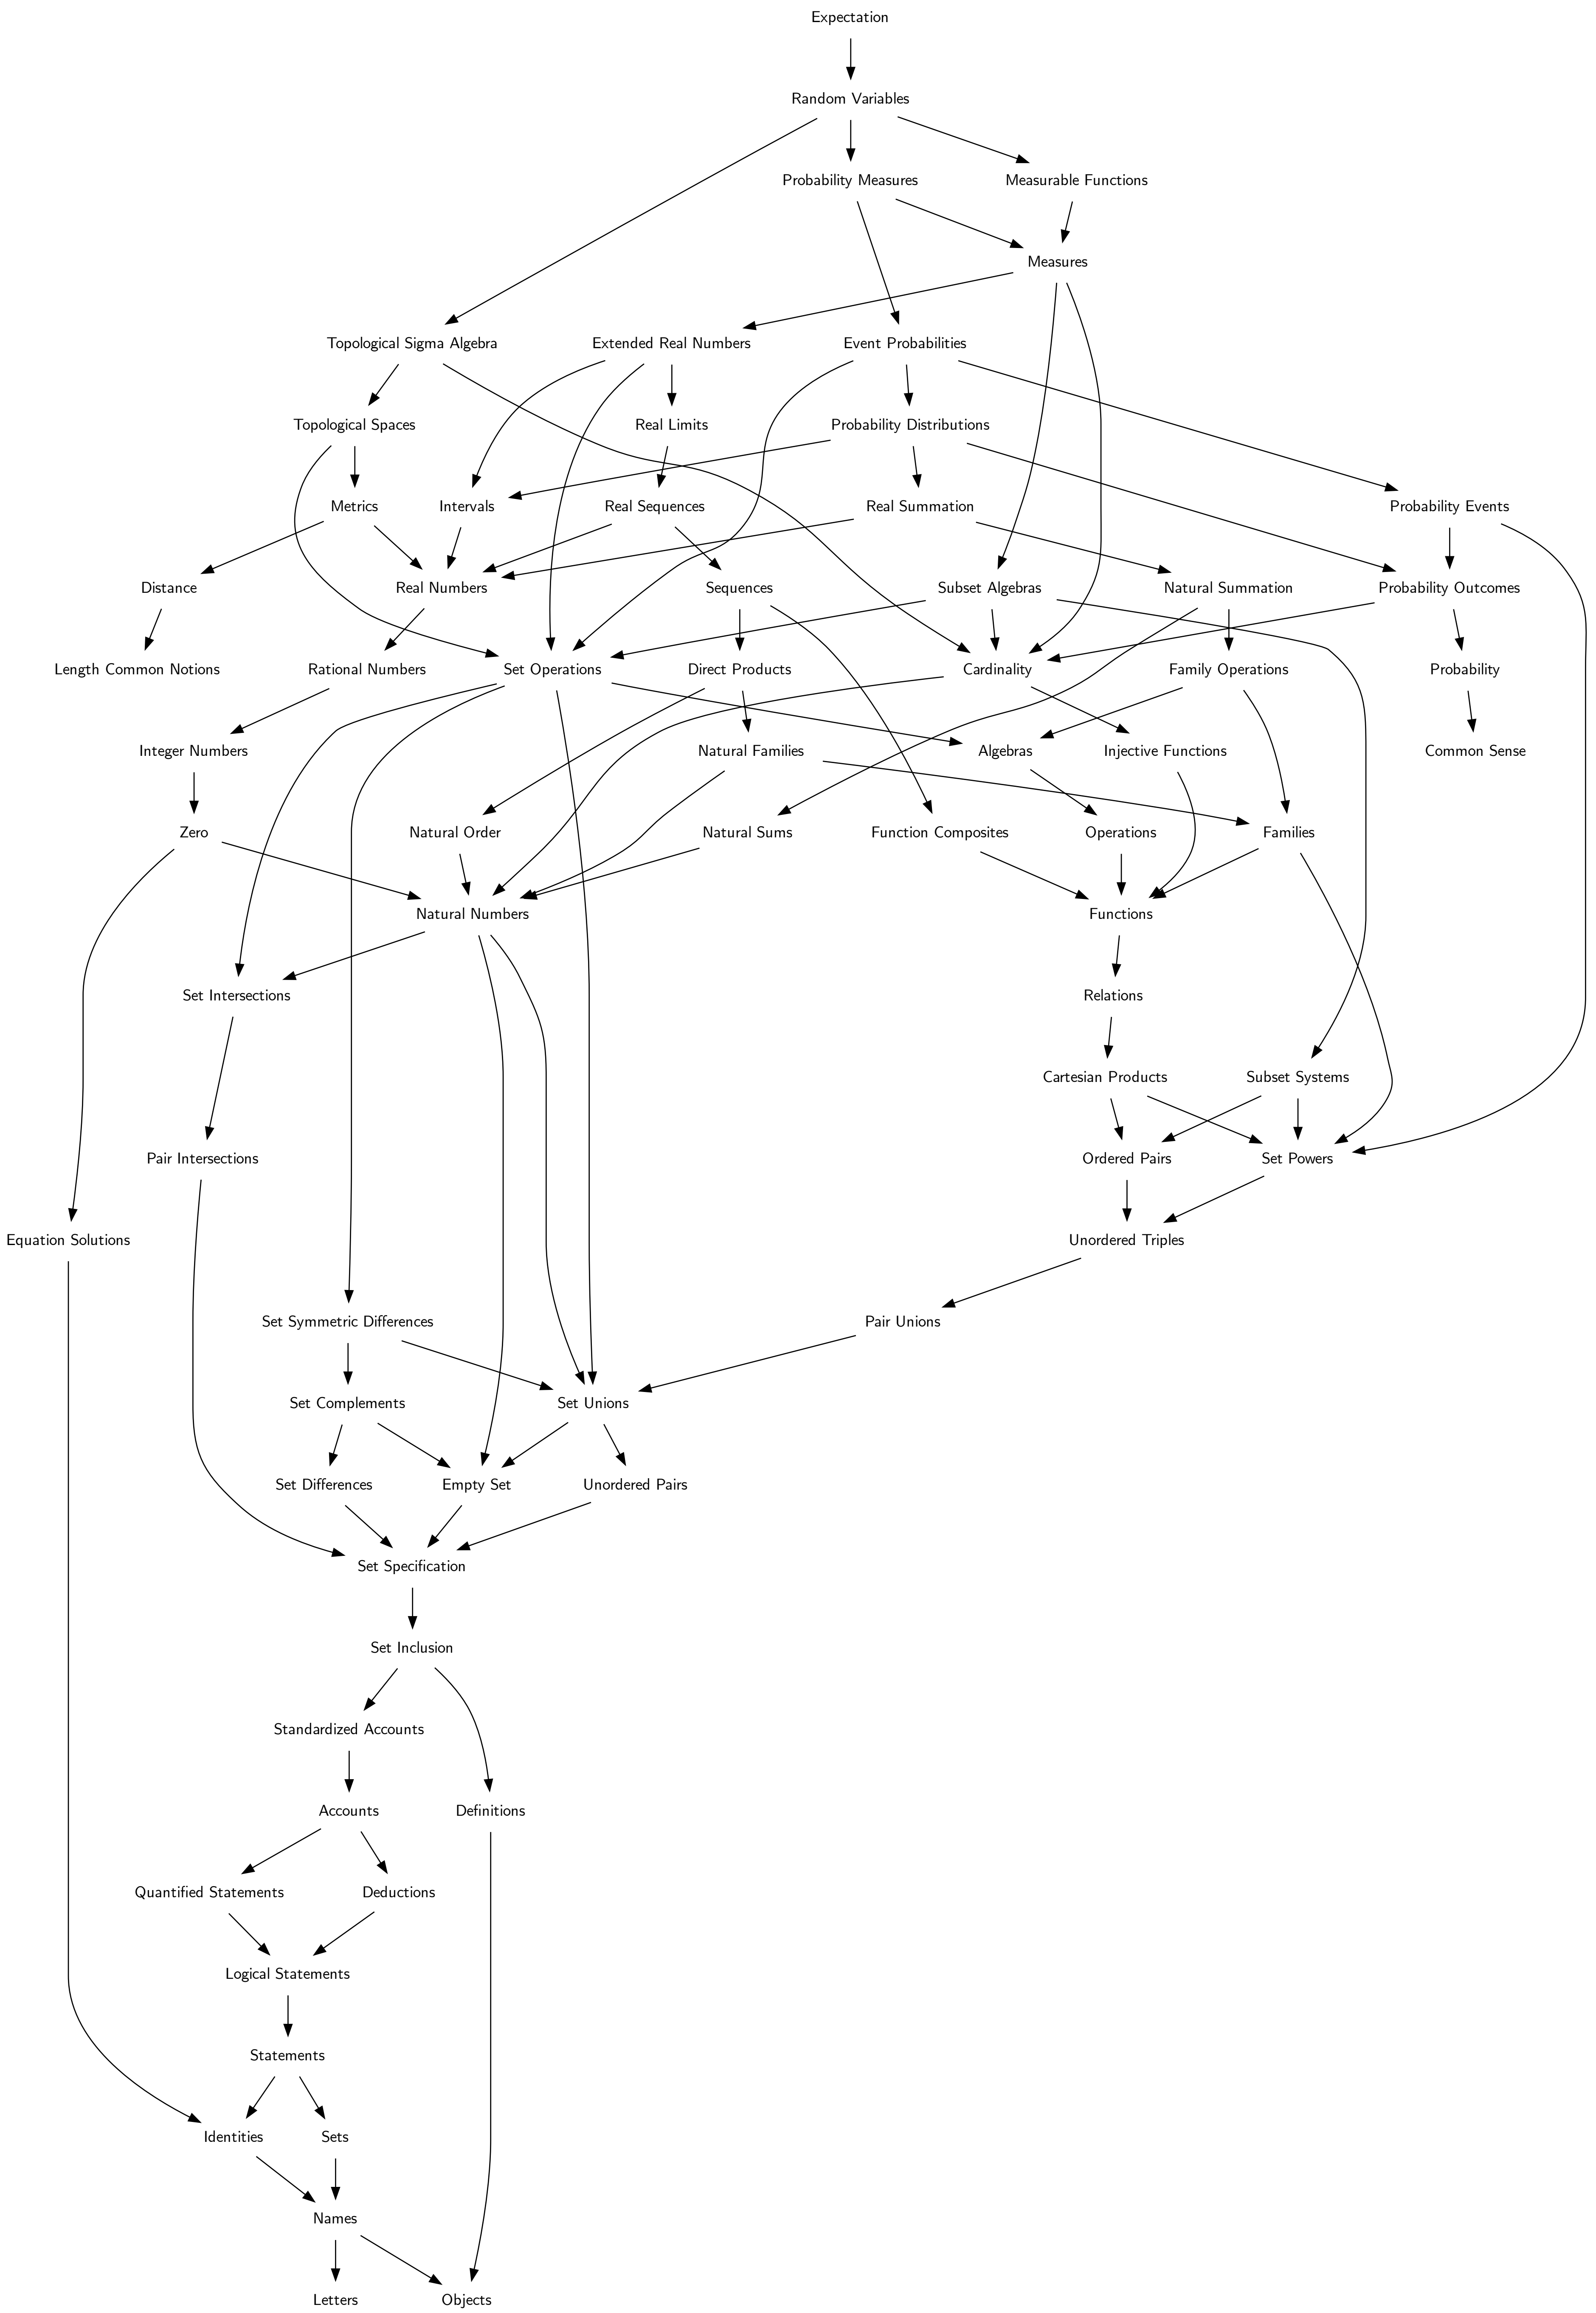 Expectation
Random Variables
Probability Measures
Measurable Functions
Measures
Topological Sigma Algebra
Extended Real Numbers
Event Probabilities
Topological Spaces
Real Limits
Probability Distributions
Metrics
Intervals
Real Sequences
Real Summation
Probability Events
Distance
Real Numbers
Sequences
Subset Algebras
Natural Summation
Probability Outcomes
Length Common Notions
Rational Numbers
Set Operations
Direct Products
Cardinality
Family Operations
Probability
Integer Numbers
Natural Families
Algebras
Injective Functions
Common Sense
Zero
Natural Order
Natural Sums
Function Composites
Operations
Families
Natural Numbers
Functions
Set Intersections
Relations
Cartesian Products
Subset Systems
Pair Intersections
Ordered Pairs
Set Powers
Equation Solutions
Unordered Triples
Set Symmetric Differences
Pair Unions
Set Complements
Set Unions
Set Differences
Empty Set
Unordered Pairs
Set Specification
Set Inclusion
Standardized Accounts
Accounts
Definitions
Quantified Statements
Deductions
Logical Statements
Statements
Identities
Sets
Names
Letters
Objects